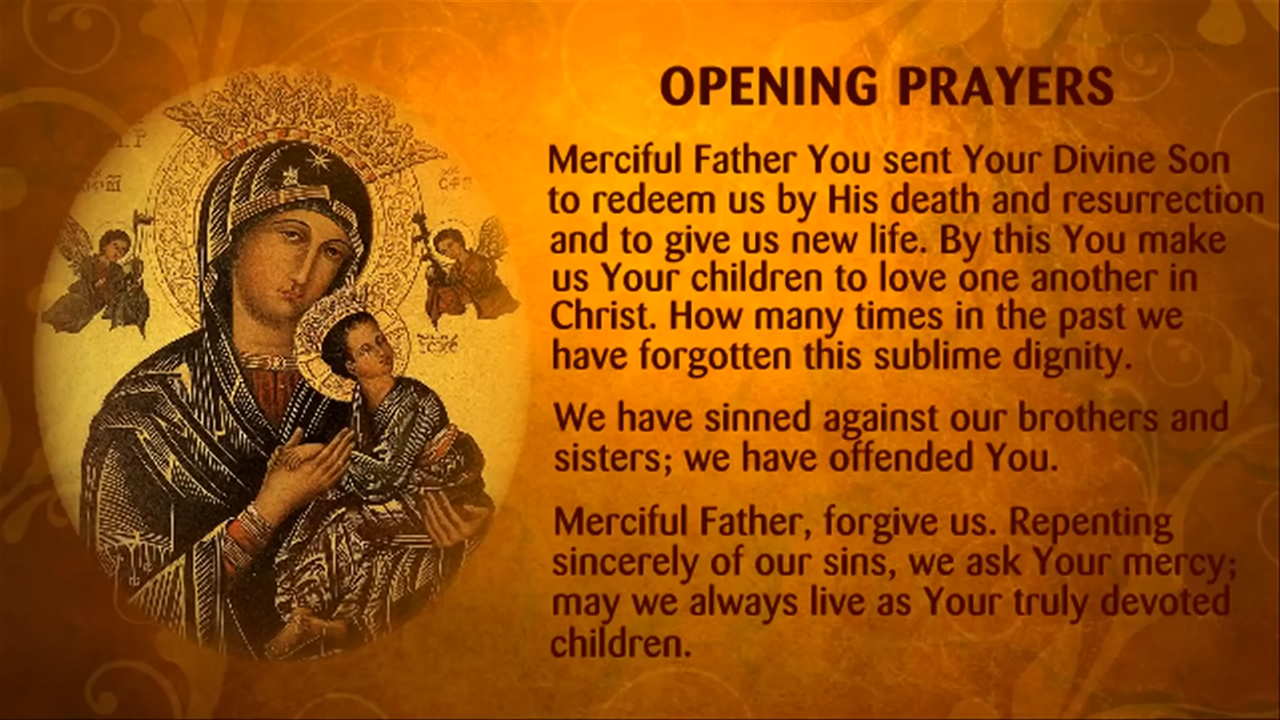 OPENING PRAYERS
Merciful Father You sent Your Divine Son
to redeem us by His death and resurrection
and to give us new life. By this You make
us Your children to love one another in
Christ. How many times in the past we
have forgotten this sublime dignity.
We have sinned against our brothers and
sisters; we have offended You.
Merciful Father, forgive us. Repenting
sincerely of our sins, we ask Your mercy;
may we always live as Your truly devoted
children.